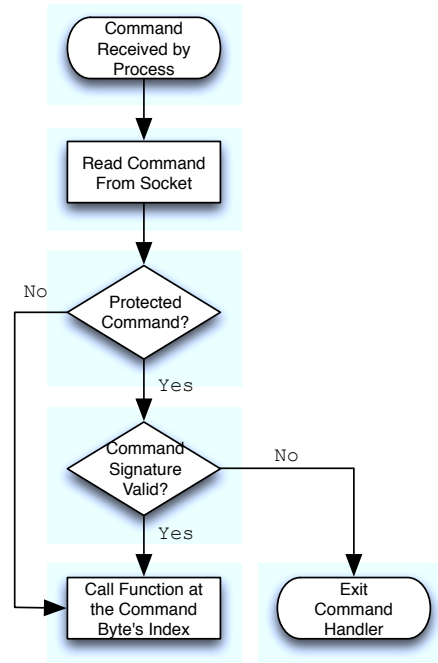 Command
Received by
Process
Read Command
From Socket
No
Protected
Command?
Yes
Command
Signature
Valid?
No
Yes
Call Function at
the Command
Byte's Index
Exit
Command
Handler